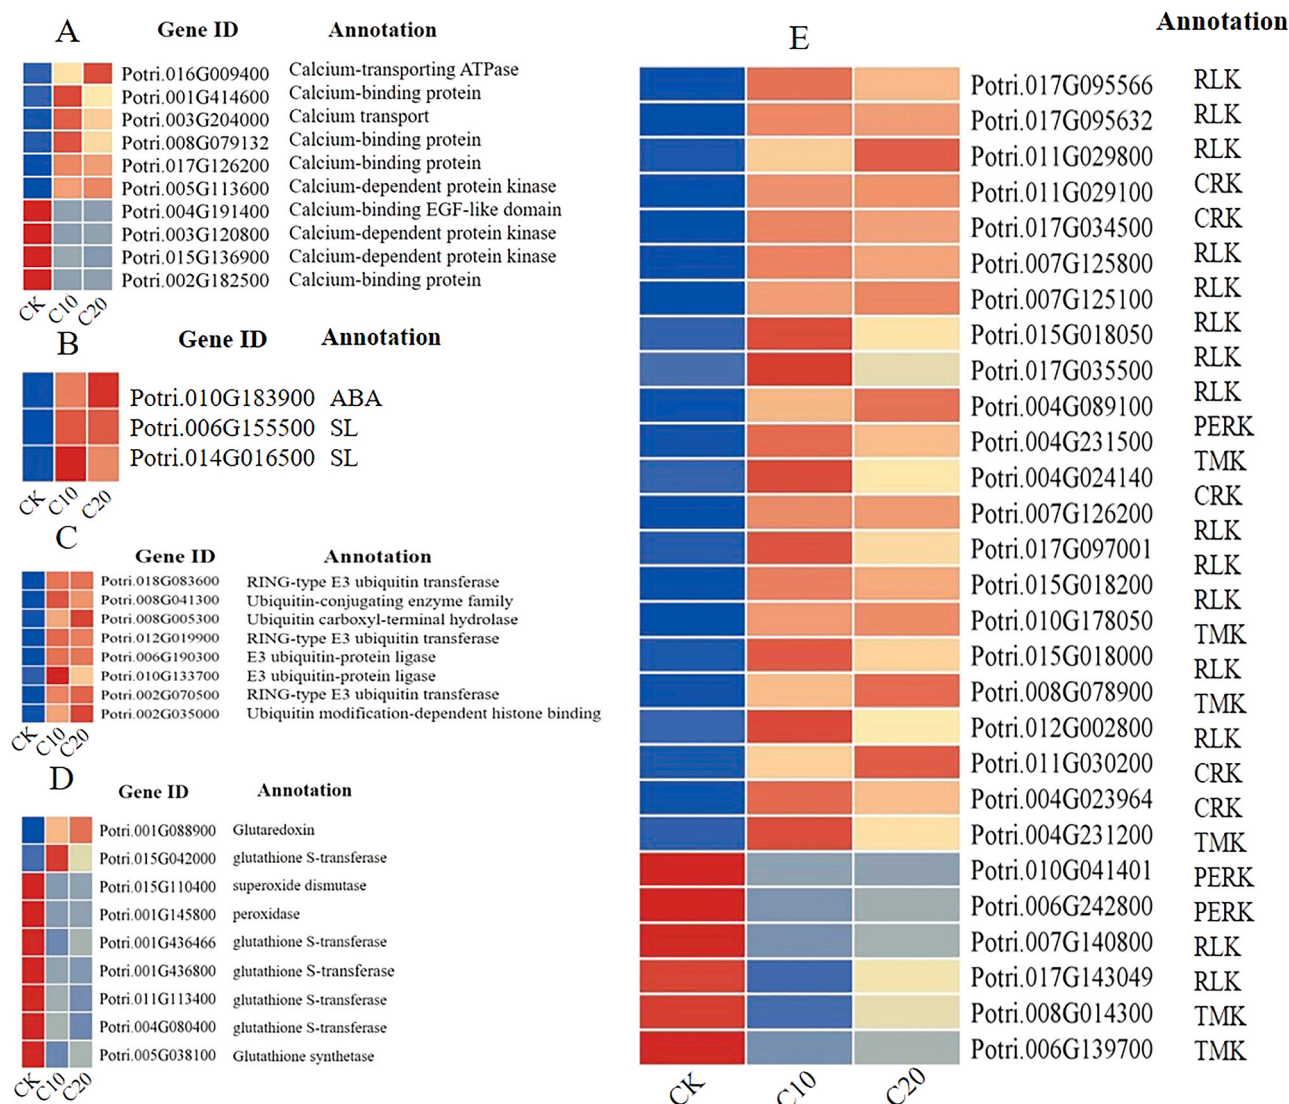 A Gene ID Annotation
Potri.016G009400 Calcium-transporting ATPase
Potri.001G414600 Calcium-binding protein
Potri.003G204000 Calcium transport
Potri.008G079132 Calcium-binding protein
Potri.017G126200 Calcium-binding protein
Potri.005G113600 Calcium-dependent protein kinase
Potri.004G191400 Calcium-binding EGF-like domain
Potri.003G120800 Calcium-dependent protein kinase
Potri.015G136900 Calcium-dependent protein kinase
Potri.002G182500 Calcium-binding protein
CK C10 C20
B Gene ID Annotation
Potri.010G183900 ABA
Potri.006G155500 SL
Potri.014G016500 SL
CK C10 C20
C
Gene ID Annotation
Potri.018G083600 RING-type E3 ubiquitin transferase
Potri.008G041300 Ubiquitin-conjugating enzyme family
Potri.008G005300 Ubiquitin carboxyl-terminal hydrolase
Potri.012G019900 RING-type E3 ubiquitin transferase
Potri.006G190300 E3 ubiquitin-protein ligase
Potri.010G133700 E3 ubiquitin-protein ligase
Potri.002G070500 RING-type E3 ubiquitin transferase
Potri.002G035000 Ubiquitin modification-dependent histone binding
CK C10 C20
D
Gene ID Annotation
Potri.001G088900 Glutaredoxin
Potri.015G042000 glutathione S-transferase
Potri.015G110400 superoxide dismutase
Potri.001G145800 peroxidase
Potri.001G436466 glutathione S-transferase
Potri.001G436800 glutathione S-transferase
Potri.011G113400 glutathione S-transferase
Potri.004G080400 glutathione S-transferase
Potri.005G038100 Glutathione synthetase
CK C10 C20
E Annotation
Potri.017G095566 RLK
Potri.017G095632 RLK
Potri.011G029800 RLK
Potri.011G029100 CRK
Potri.017G034500 CRK
Potri.007G125800 RLK
Potri.007G125100 RLK
Potri.015G018050 RLK
Potri.017G035500 RLK
Potri.004G089100 RLK
Potri.004G231500 PERK
Potri.004G024140 TMK
Potri.007G126200 CRK
Potri.017G097001 RLK
Potri.015G018200 RLK
Potri.010G178050 RLK
Potri.015G018000 TMK
Potri.008G078900 RLK
Potri.012G002800 TMK
Potri.011G030200 RLK
Potri.004G023964 CRK
Potri.004G231200 CRK
Potri.010G041401 TMK
Potri.006G242800 PERK
Potri.007G140800 PERK
Potri.017G143049 RLK
Potri.008G014300 RLK
Potri.006G139700 TMK
TMK
CK C10 C20